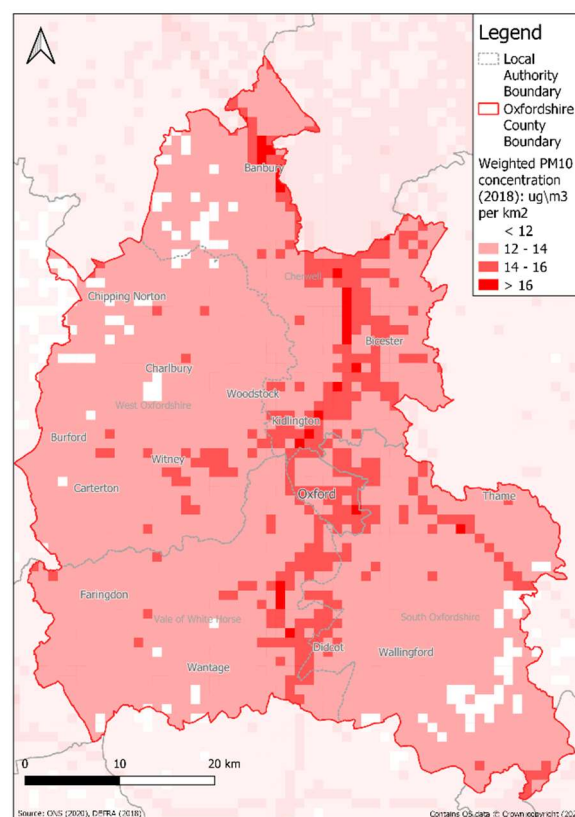 Legend
Local
Authority
Boundary
Oxfordshire
County
Boundary
Weighted PM10
concentration
(2018): ug\m3
per km2
< 12
12 - 14
14 - 16
> 16
Banbury
Cherwell
Chipping Norton
Bicester
Charlbury
Woodstock
West Oxfordshire
Kidlington
Burford
Witney
Carterton
Oxford
Thame
Faringdon
Vale of White Horse
South Oxfordshire
Didcot
Wallingford
Wantage
0 10 20 km
Source: ONS (2020), DEFRA (2018)
Contains OS data © Crown copyright (202